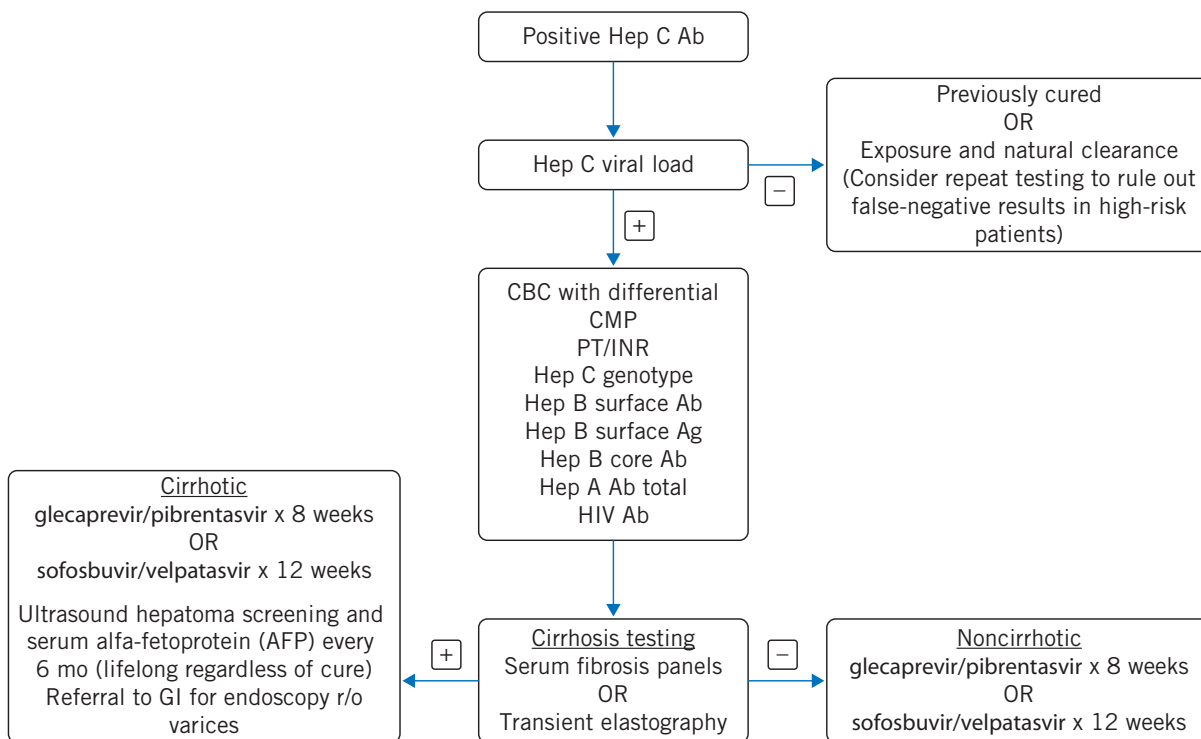 Positive Hep C Ab
Hep C viral load
−
Previously cured
OR
Exposure and natural clearance
(Consider repeat testing to rule out
false-negative results in high-risk
patients)
+
CBC with differential
CMP
PT/INR
Hep C genotype
Hep B surface Ab
Hep B surface Ag
Hep B core Ab
Hep A Ab total
HIV Ab
Cirrhotic
glecaprevir/pibrentasvir x 8 weeks
OR
sofosbuvir/velpatasvir x 12 weeks
Ultrasound hepatoma screening and
serum alfa-fetoprotein (AFP) every
6 mo (lifelong regardless of cure)
Referral to GI for endoscopy r/o
varices
+
Cirrhosis testing
Serum fibrosis panels
OR
Transient elastography
−
Noncirrhotic
glecaprevir/pibrentasvir x 8 weeks
OR
sofosbuvir/velpatasvir x 12 weeks